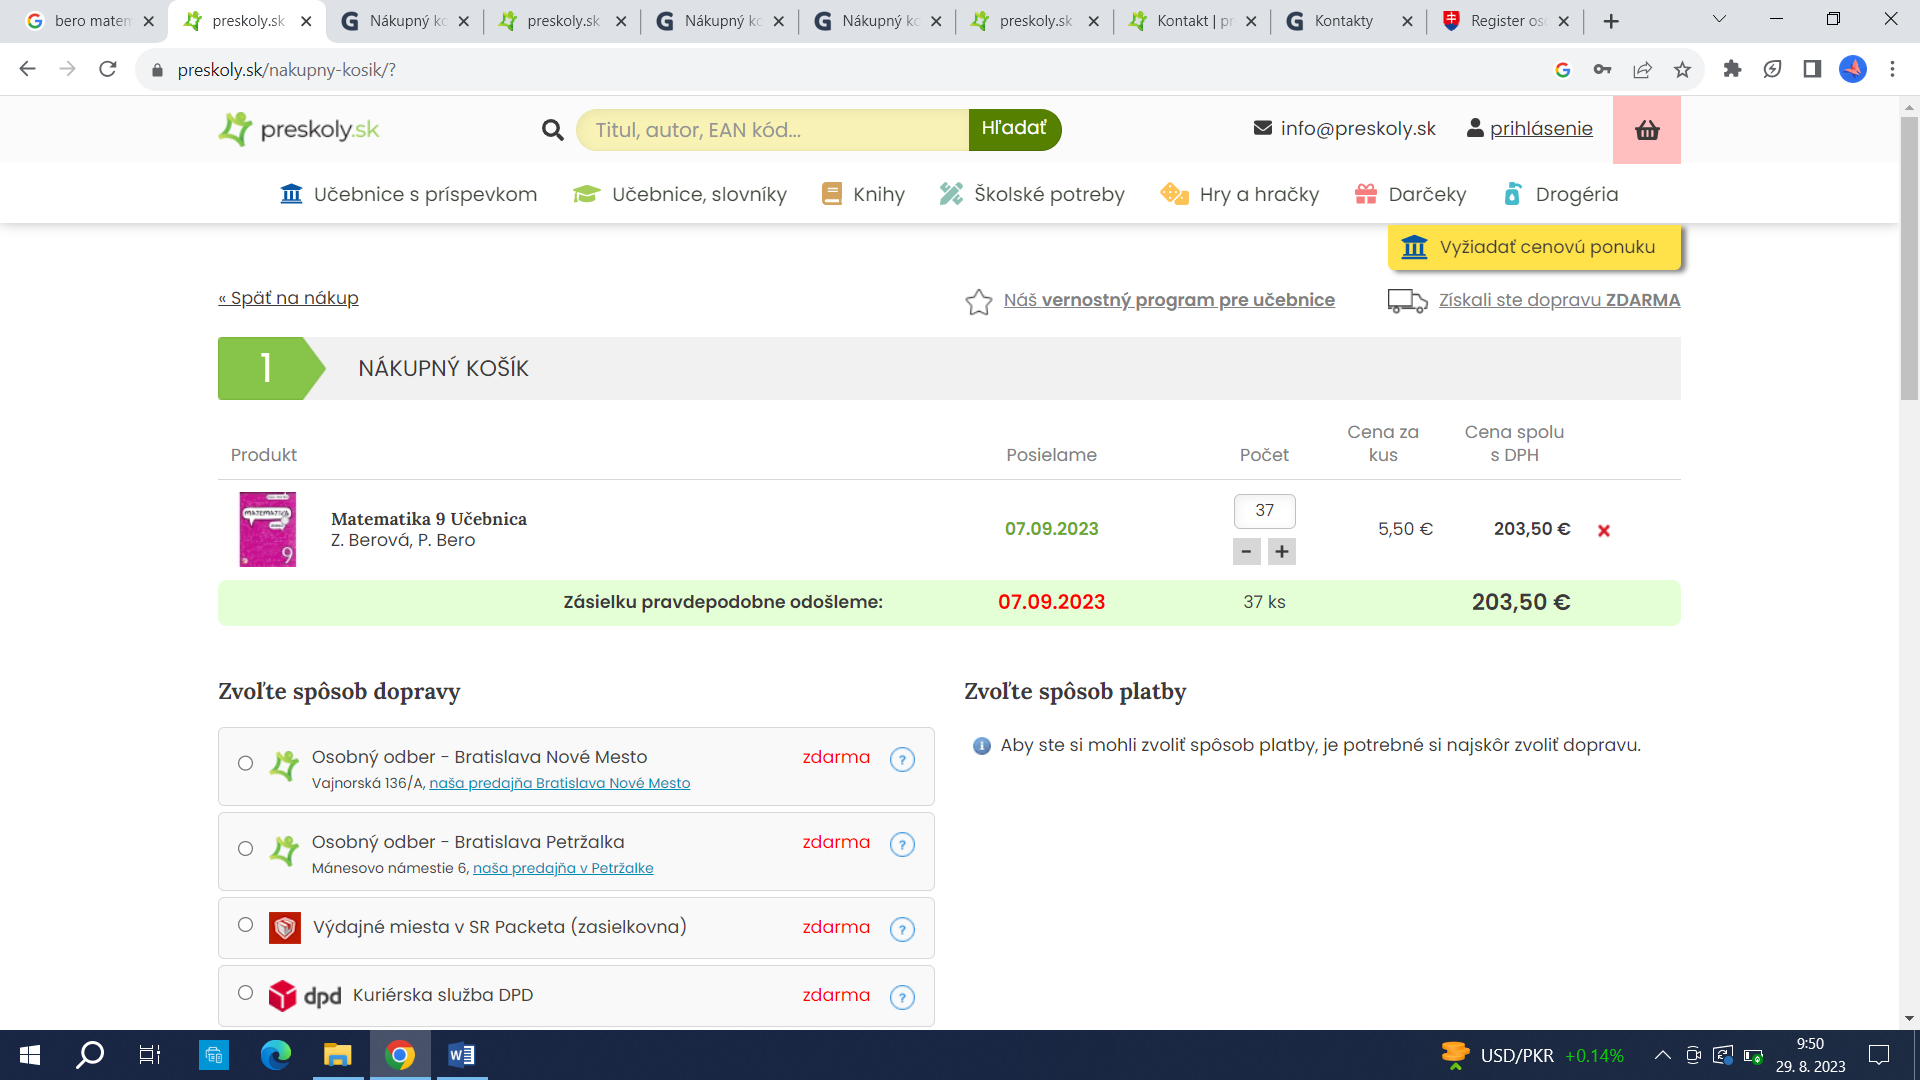 bero matem
preskoly.sk
Nákupný ko
preskoly.sk
Nákupný ko
Nákupný ko
preskoly.sk
Kontakt | pr
Kontakty
Register oso
preskoly.sk/nakupny-kosik/?
preskoly.sk
Titul, autor, EAN kód...
Hľadať
info@preskoly.sk
prihlásenie
Učebnice s príspevkom
Učebnice, slovníky
Knihy
Školské potreby
Hry a hračky
Darčeky
Drogéria
Vyžiadať cenovú ponuku
« Späť na nákup
Náš vernostný program pre učebnice
Získali ste dopravu ZDARMA
1
NÁKUPNÝ KOŠÍK
Produkt
Posielame
Počet
Cena za
kus
Cena spolu
s DPH
MATEMATIKA
9
Matematika 9 Učebnica
Z. Berová, P. Bero
07.09.2023
37
- +
5,50 €
203,50 €
Zásielku pravdepodobne odošleme:
07.09.2023
37 ks
203,50 €
Zvoľte spôsob dopravy
Osobný odber - Bratislava Nové Mesto
zdarma
?
Vajnorská 136/A, naša predajňa Bratislava Nové Mesto
Osobný odber - Bratislava Petržalka
zdarma
?
Mánesovo námestie 6, naša predajňa v Petržalke
Výdajné miesta v SR Packeta (zasielkovna)
zdarma
?
dpd
Kuriérska služba DPD
zdarma
?
Zvoľte spôsob platby
Aby ste si mohli zvoliť spôsob platby, je potrebné si najskôr zvoliť dopravu.
USD/PKR +0.14%
9:50
29. 8. 2023